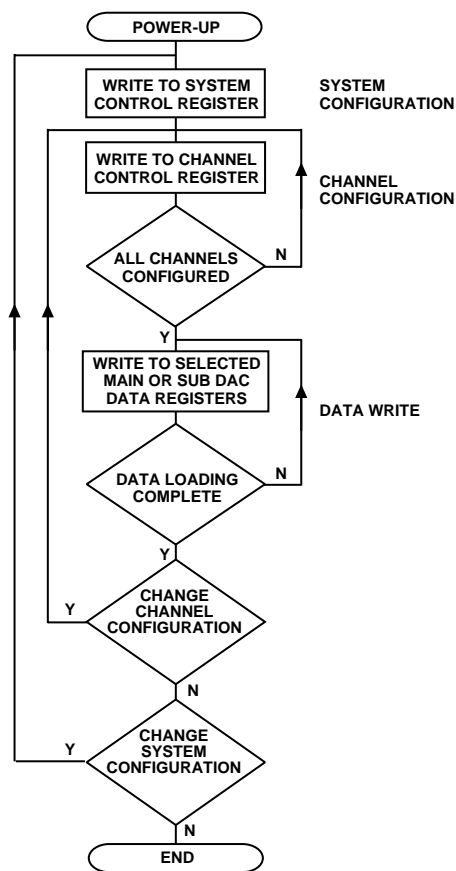 POWER-UP
WRITE TO SYSTEM
CONTROL REGISTER
SYSTEM
CONFIGURATION
WRITE TO CHANNEL
CONTROL REGISTER
CHANNEL
CONFIGURATION
ALL CHANNELS
CONFIGURED
N
Y
WRITE TO SELECTED
MAIN OR SUB DAC
DATA REGISTERS
DATA WRITE
DATA LOADING
COMPLETE
N
Y
CHANGE
CHANNEL
CONFIGURATION
Y
N
CHANGE
SYSTEM
CONFIGURATION
Y
N
END